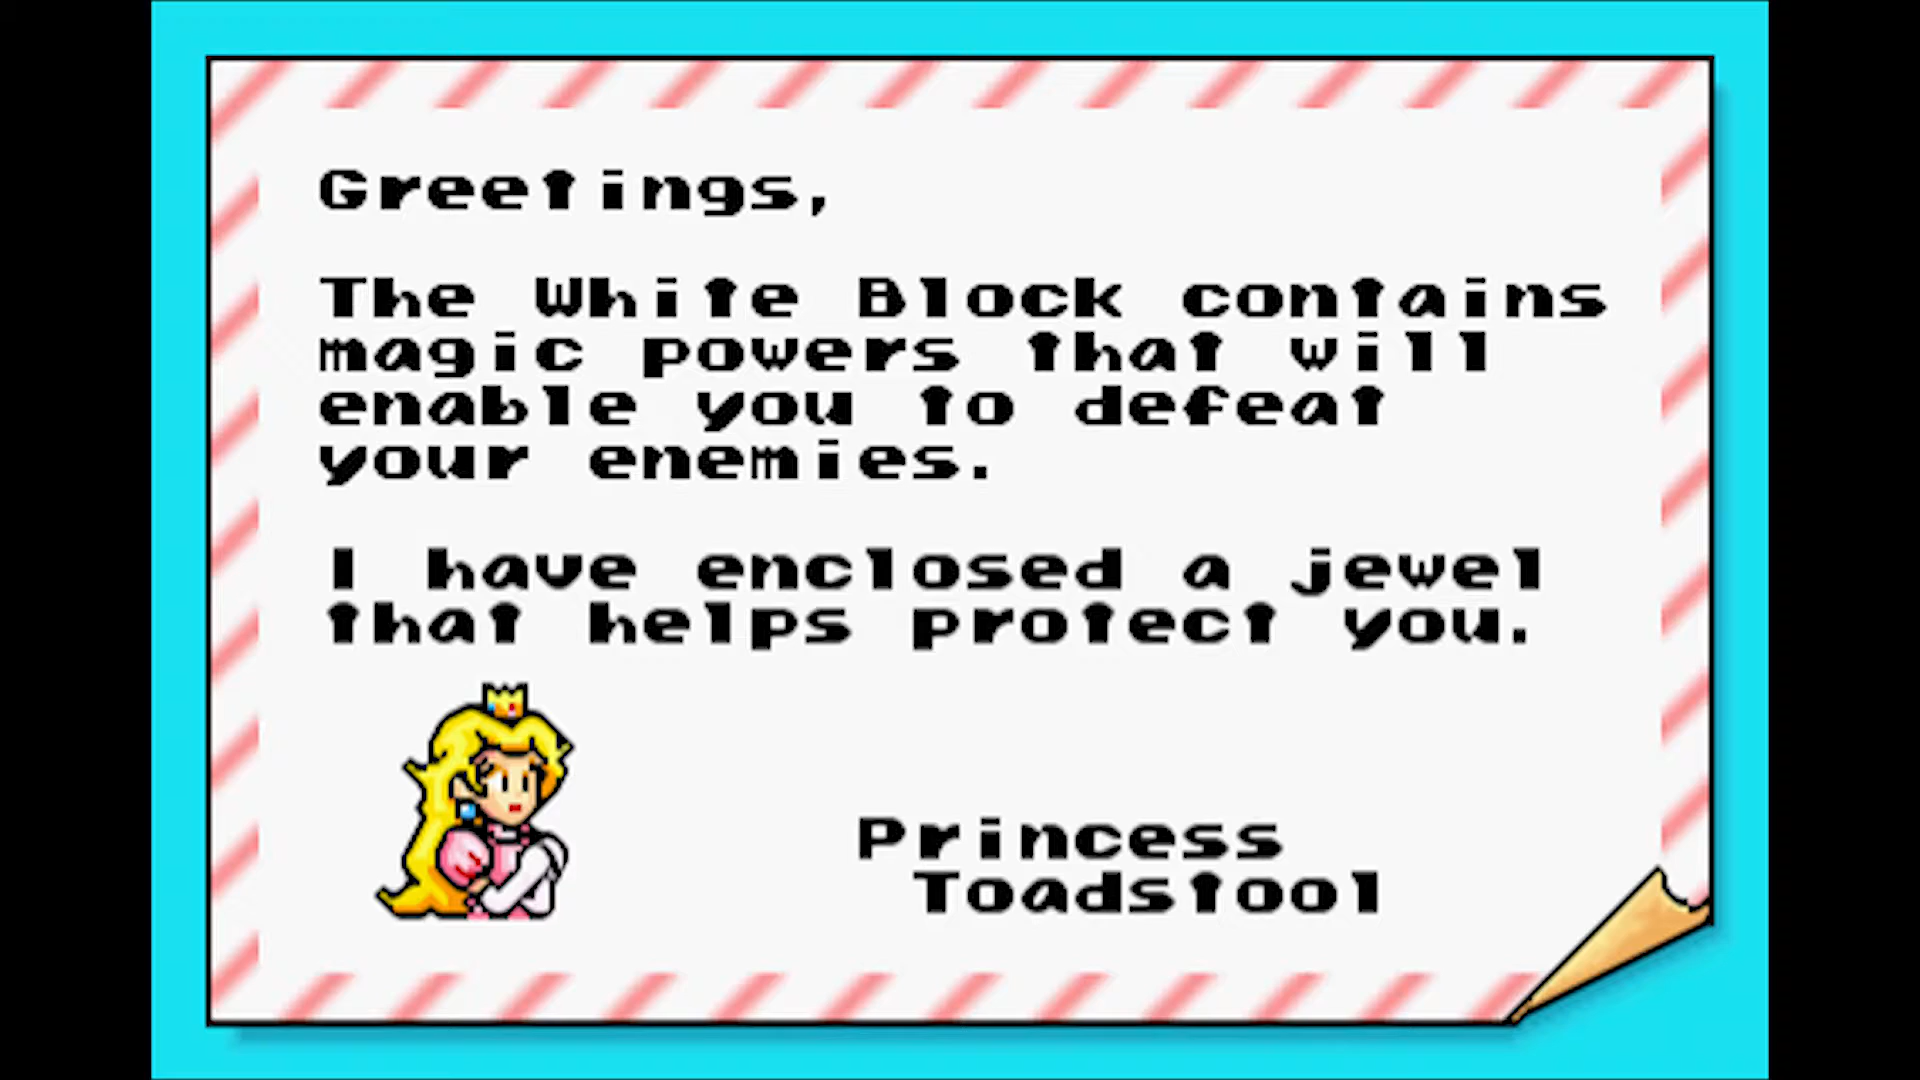 Greetings,
The White Block contains
magic powers that will
enable you to defeat
your enemies.
I have enclosed a jewel
that helps protect you.
Princess
Toadstool